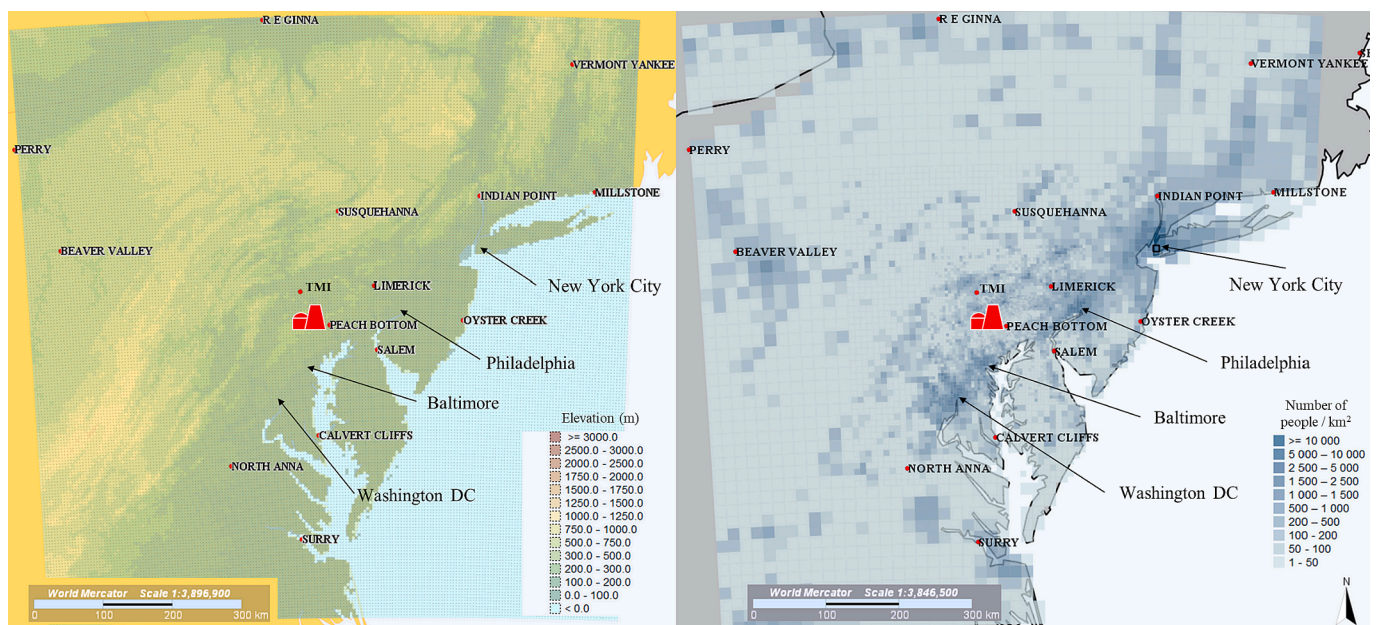 R E GINNA
VERMONT YANKEE
PERRY
INDIAN POINT
MILLSTONE
SUSQUEHANNA
BEAVER VALLEY
New York City
TMI
LIMERICK
PEACH BOTTOM
OYSTER CREEK
SALEM
Philadelphia
Baltimore
CALVERT CLIFFS
NORTH ANNA
Washington DC
SURRY
Elevation (m)
>= 3000.0
2500.0 - 3000.0
2000.0 - 2500.0
1750.0 - 2000.0
1500.0 - 1750.0
1250.0 - 1500.0
1000.0 - 1250.0
750.0 - 1000.0
500.0 - 750.0
300.0 - 500.0
200.0 - 300.0
100.0 - 200.0
0.0 - 100.0
< 0.0
World Mercator Scale 1:3,896,900
0 100 200 300 km
R E GINNA
VERMONT YANKEE
PERRY
INDIAN POINT
MILLSTONE
SUSQUEHANNA
BEAVER VALLEY
New York City
TMI
LIMERICK
PEACH BOTTOM
OYSTER CREEK
SALEM
Philadelphia
Baltimore
CALVERT CLIFFS
NORTH ANNA
Washington DC
SURRY
Number of
people / km²
>= 10 000
5 000 – 10 000
2 500 – 5 000
1 500 – 2 500
1 000 – 1 500
500 – 1 000
200 – 500
100 - 200
50 - 100
1 - 50
World Mercator Scale 1:3,846,500
0 100 200 300 km
N